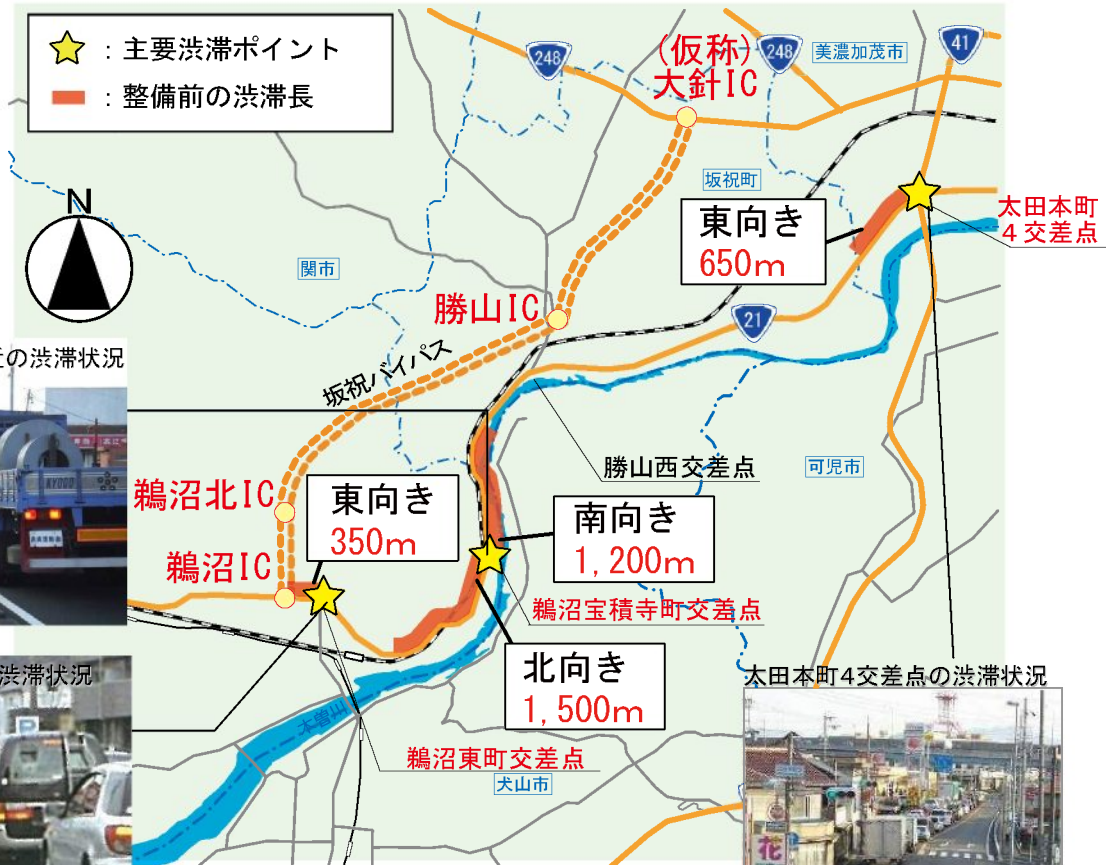 ：主要渋滞ポイント
：整備前の渋滞長
N
248
(仮称)
大針IC
248
美濃加茂市
41
坂祝町
東向き
650m
太田本町
４交差点
関市
勝山IC
21
の渋滞状況
坂祝バイパス
勝山西交差点
可児市
鵜沼北IC
東向き
350m
南向き
1,200m
鵜沼IC
鵜沼宝積寺町交差点
北向き
1,500m
渋滞状況
木曽川
鵜沼東町交差点
犬山市
太田本町4交差点の渋滞状況
花